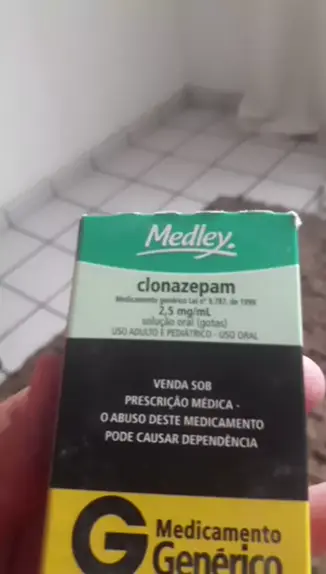 Medley.
clonazepam
Medicamento genérico Lei nº 9.787, de 1999
2,5 mg/mL
solução oral (gotas)
USO ADULTO E PEDIÁTRICO - USO ORAL
VENDA SOB
PRESCRIÇÃO MÉDICA -
O ABUSO DESTE MEDICAMENTO
PODE CAUSAR DEPENDÊNCIA
G Medicamento
Genérico